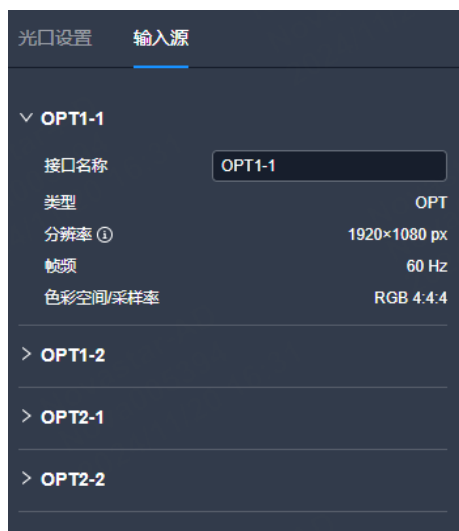 光口设置 输入源
OPT1-1
接口名称 OPT1-1
类型 OPT
分辨率 1920×1080 px
帧频 60 Hz
色彩空间/采样率 RGB 4:4:4
OPT1-2
OPT2-1
OPT2-2